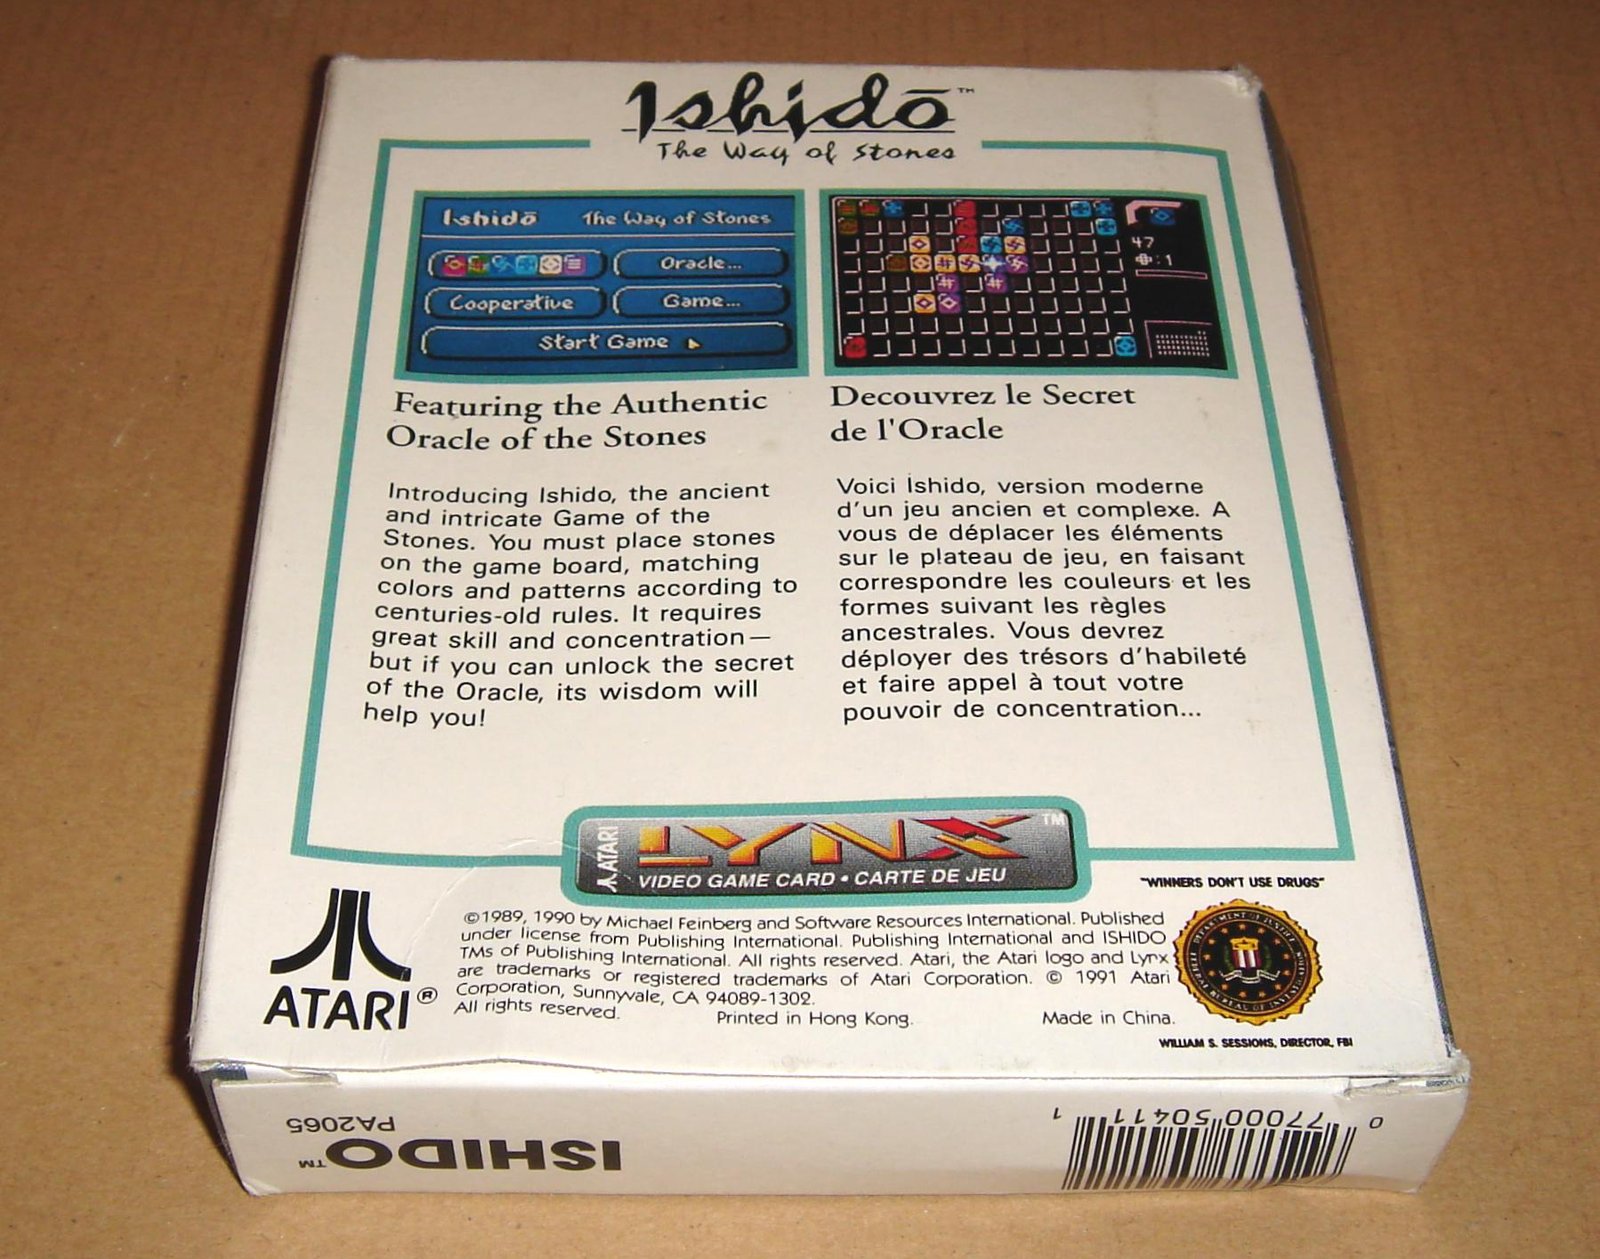 Ishidō™
The Way of Stones
Ishidō The Way of Stones
Oracle...
Cooperative
Game...
Start Game
47
:1
Featuring the Authentic
Oracle of the Stones
Introducing Ishido, the ancient
and intricate Game of the
Stones. You must place stones
on the game board, matching
colors and patterns according to
centuries-old rules. It requires
great skill and concentration—
but if you can unlock the secret
of the Oracle, its wisdom will
help you!
Decouvrez le Secret
de l'Oracle
Voici Ishido, version moderne
d'un jeu ancien et complexe. A
vous de déplacer les éléments
sur le plateau de jeu, en faisant
correspondre les couleurs et les
formes suivant les règles
ancestrales. Vous devrez
déployer des trésors d'habileté
et faire appel à tout votre
pouvoir de concentration...
ATARI LYNX™
VIDEO GAME CARD • CARTE DE JEU
ATARI®
©1989, 1990 by Michael Feinberg and Software Resources International. Published
under license from Publishing International. Publishing International and ISHIDO
TMs of Publishing International. All rights reserved. Atari, the Atari logo and Lynx
are trademarks or registered trademarks of Atari Corporation. © 1991 Atari
Corporation, Sunnyvale, CA 94089-1302.
All rights reserved.
Printed in Hong Kong.
Made in China.
"WINNERS DON'T USE DRUGS"
WILLIAM S. SESSIONS, DIRECTOR, FBI
ISHIDO™
PA2065
0 77000 50411 1